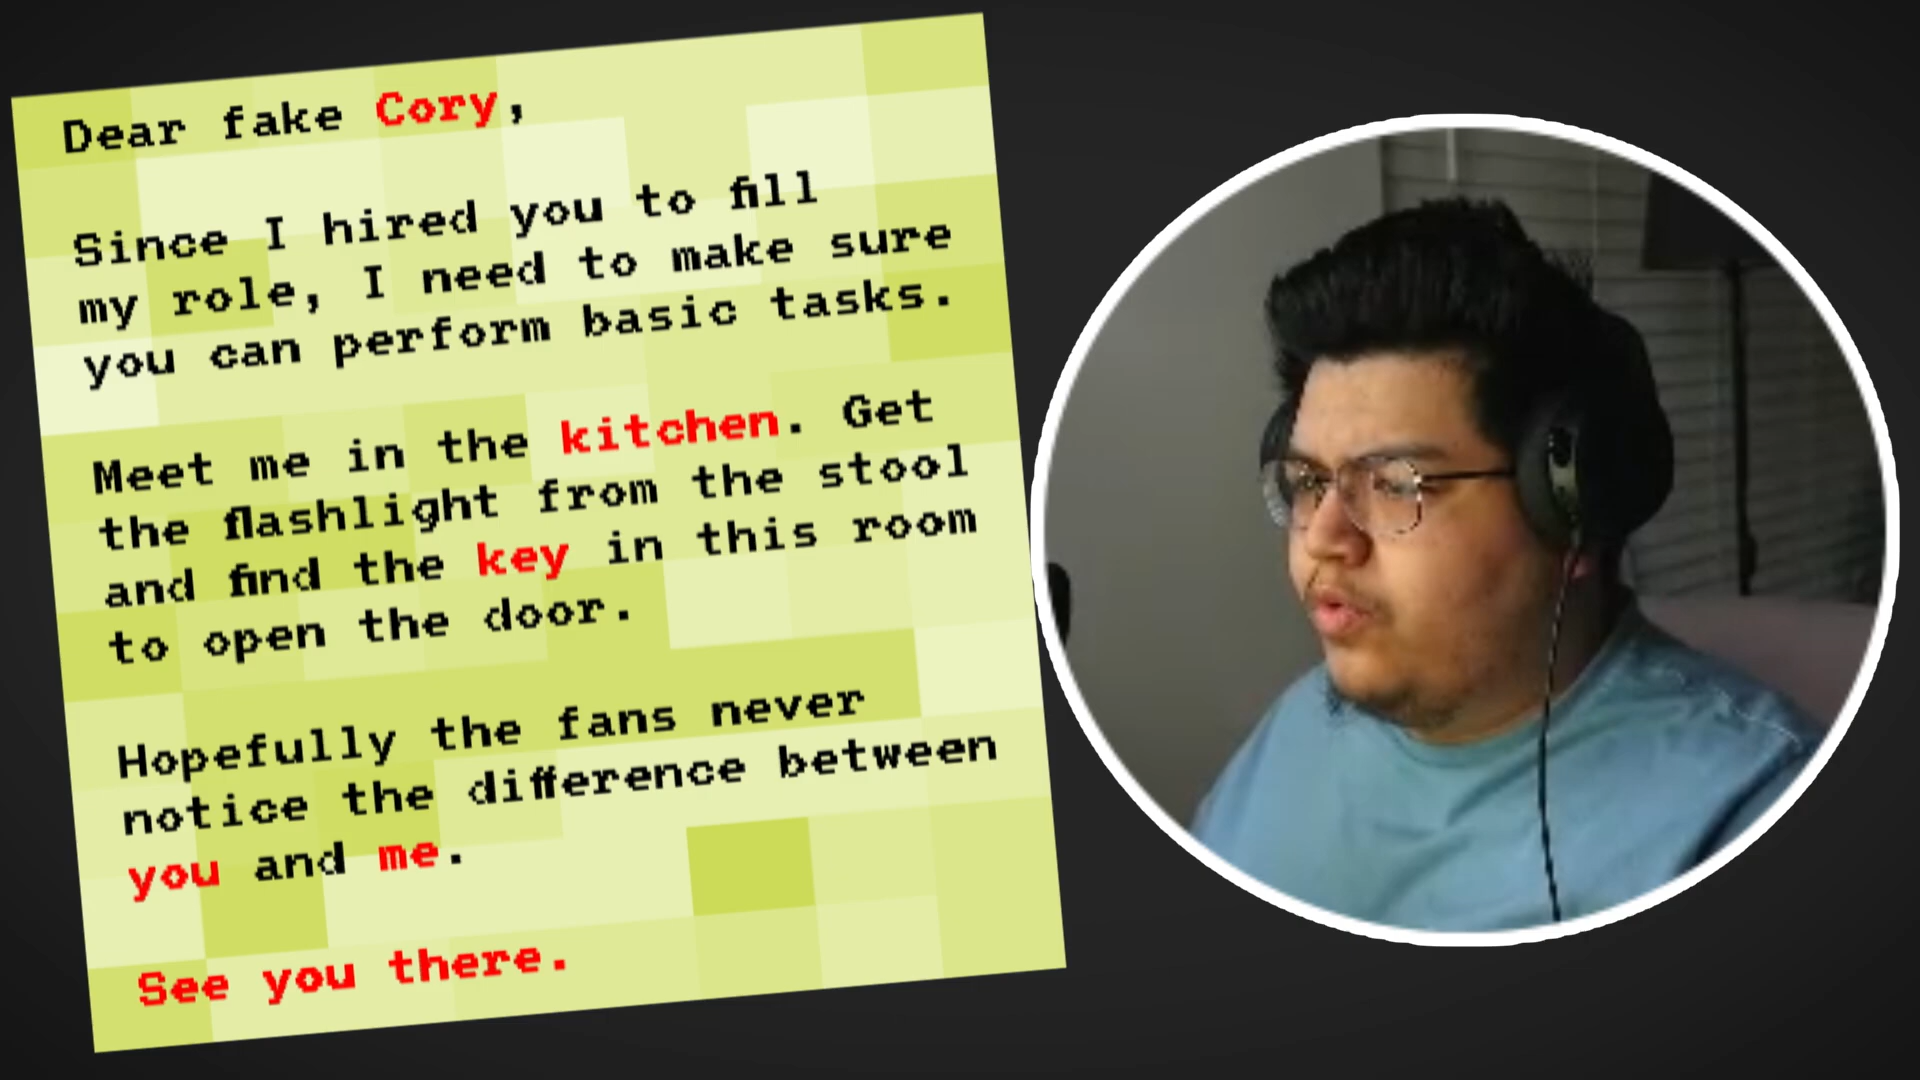 Dear fake Cory,
Since I hired you to fill
my role, I need to make sure
you can perform basic tasks.
Meet me in the kitchen. Get
the flashlight from the stool
and find the key in this room
to open the door.
Hopefully the fans never
notice the difference between
you and me.
See you there.